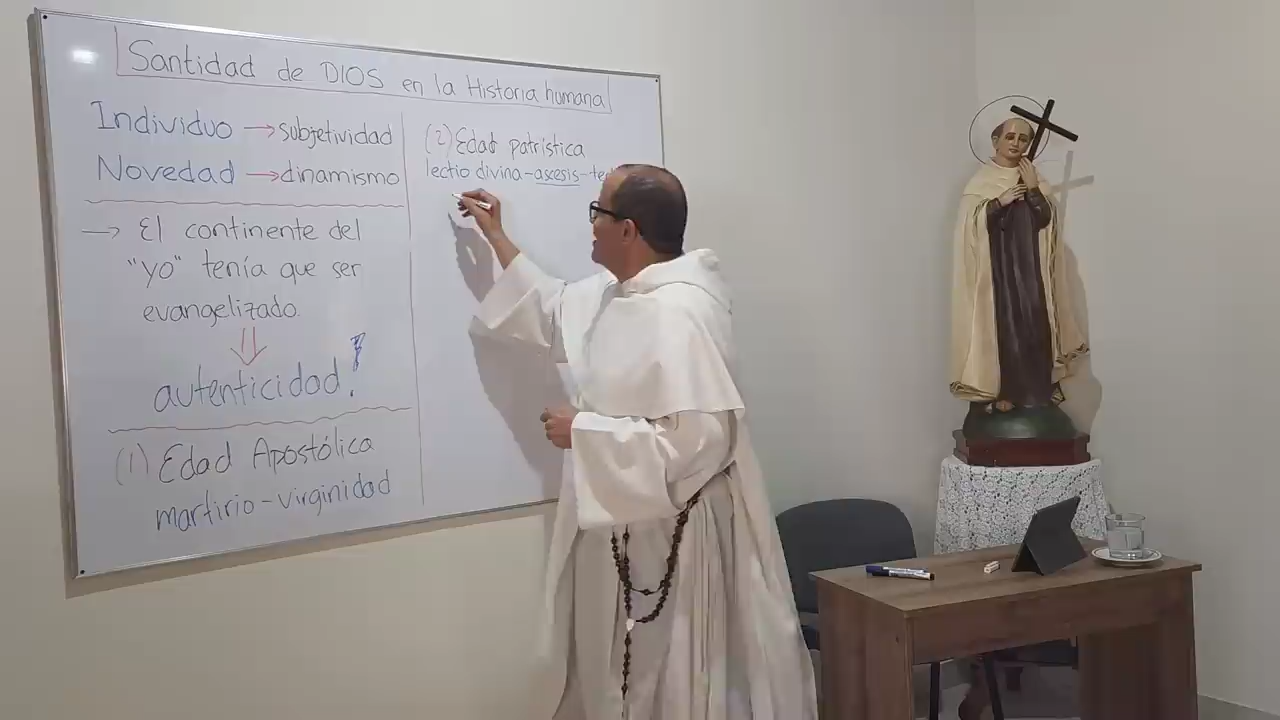 Santidad de DIOS en la Historia humana
Individuo → subjetividad
Novedad → dinamismo
→ El continente del
"yo" tenía que ser
evangelizado.
⇓
autenticidad!
(1) Edad Apostólica
martirio - virginidad
(2) Edad patrística
lectio divina - ascesis -